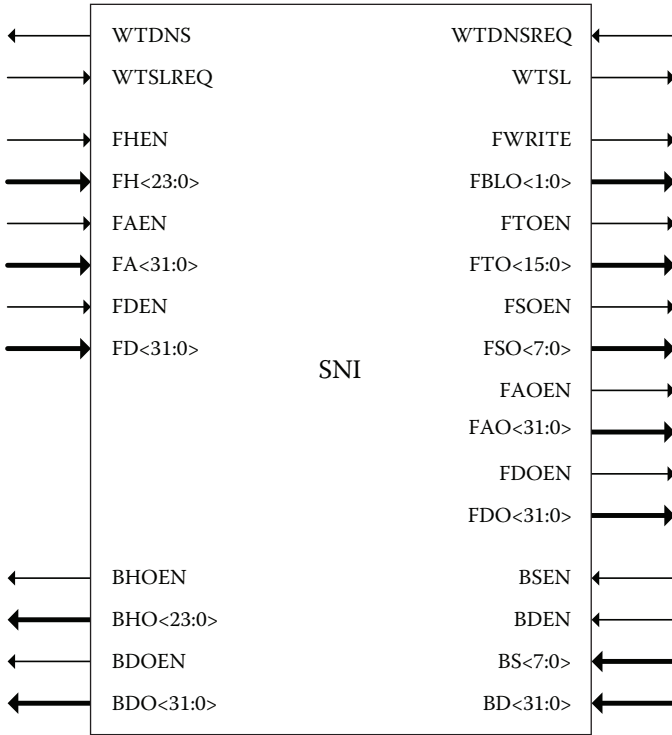 WTDNS WTDNSREQ
WTSLREQ WTSL
FHEN FWRITE
FH<23:0> FBLO<1:0>
FAEN FTOEN
FA<31:0> FTO<15:0>
FDEN FSOEN
FD<31:0> FSO<7:0>
SNI
FAOEN
FAO<31:0>
FDOEN
FDO<31:0>
BHOEN BSEN
BHO<23:0> BDEN
BDOEN BS<7:0>
BDO<31:0> BD<31:0>